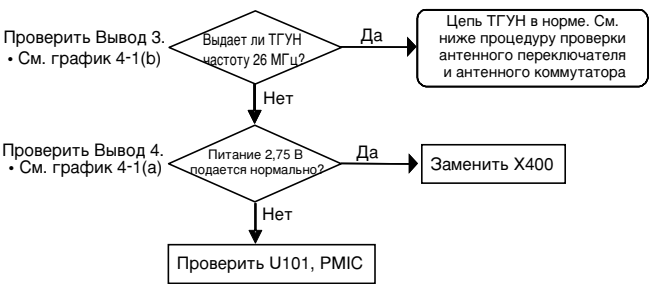 Проверить Вывод 3.
• См. график 4-1(b)
Выдает ли ТГУН
частоту 26 МГц?
Да
Цепь ТГУН в норме. См.
ниже процедуру проверки
антенного переключателя
и антенного коммутатора
Нет
Проверить Вывод 4.
• См. график 4-1(a)
Питание 2,75 В
подается нормально?
Да
Заменить X400
Нет
Проверить U101, PMIC